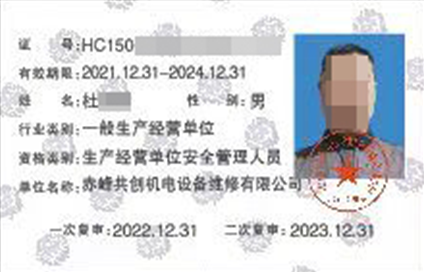 证 号:HC150
有效期限:2021.12.31-2024.12.31
姓 名:杜 性 别:男
行业类别:一般生产经营单位
资格类别:生产经营单位安全管理人员
单位名称:赤峰共创机电设备维修有限公司
一次复审:2022.12.31 二次复审:2023.12.31